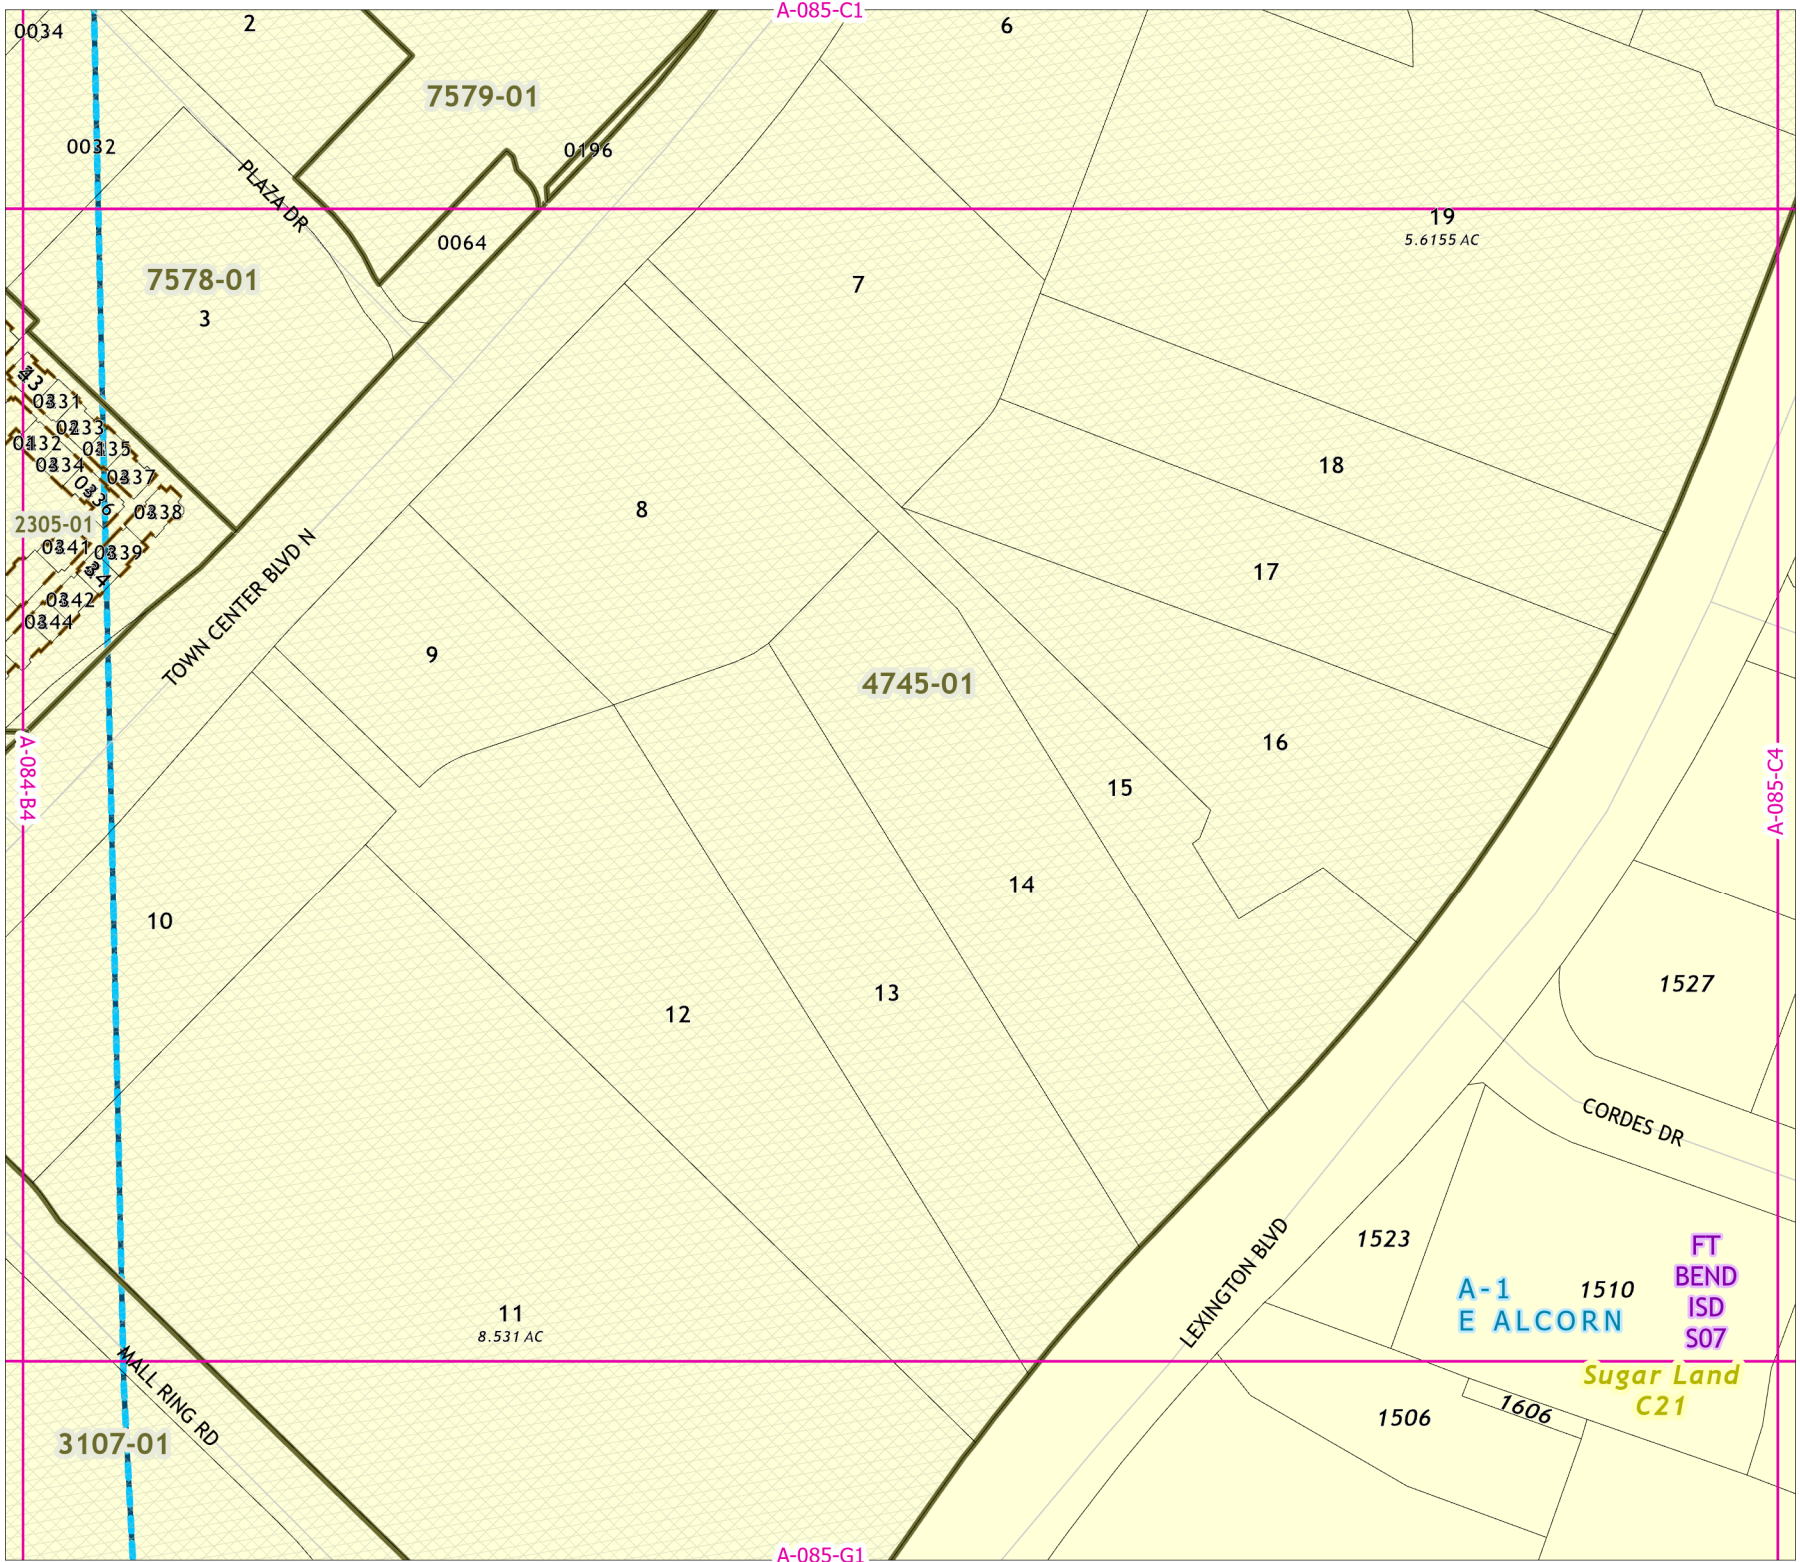 A-085-C1
0034
2
6
7579-01
0032
0196
PLAZA DR
19
5.6155 AC
0064
7578-01
7
3
18
8
17
2305-01
TOWN CENTER BLVD N
9
4745-01
16
A-084-B4
A-085-C4
15
14
10
1527
13
12
CORDES DR
1523
LEXINGTON BLVD
FT
BEND
ISD
S07
A-1
E ALCORN
1510
11
8.531 AC
MALL RING RD
Sugar Land
C21
1606
1506
3107-01
A-085-G1